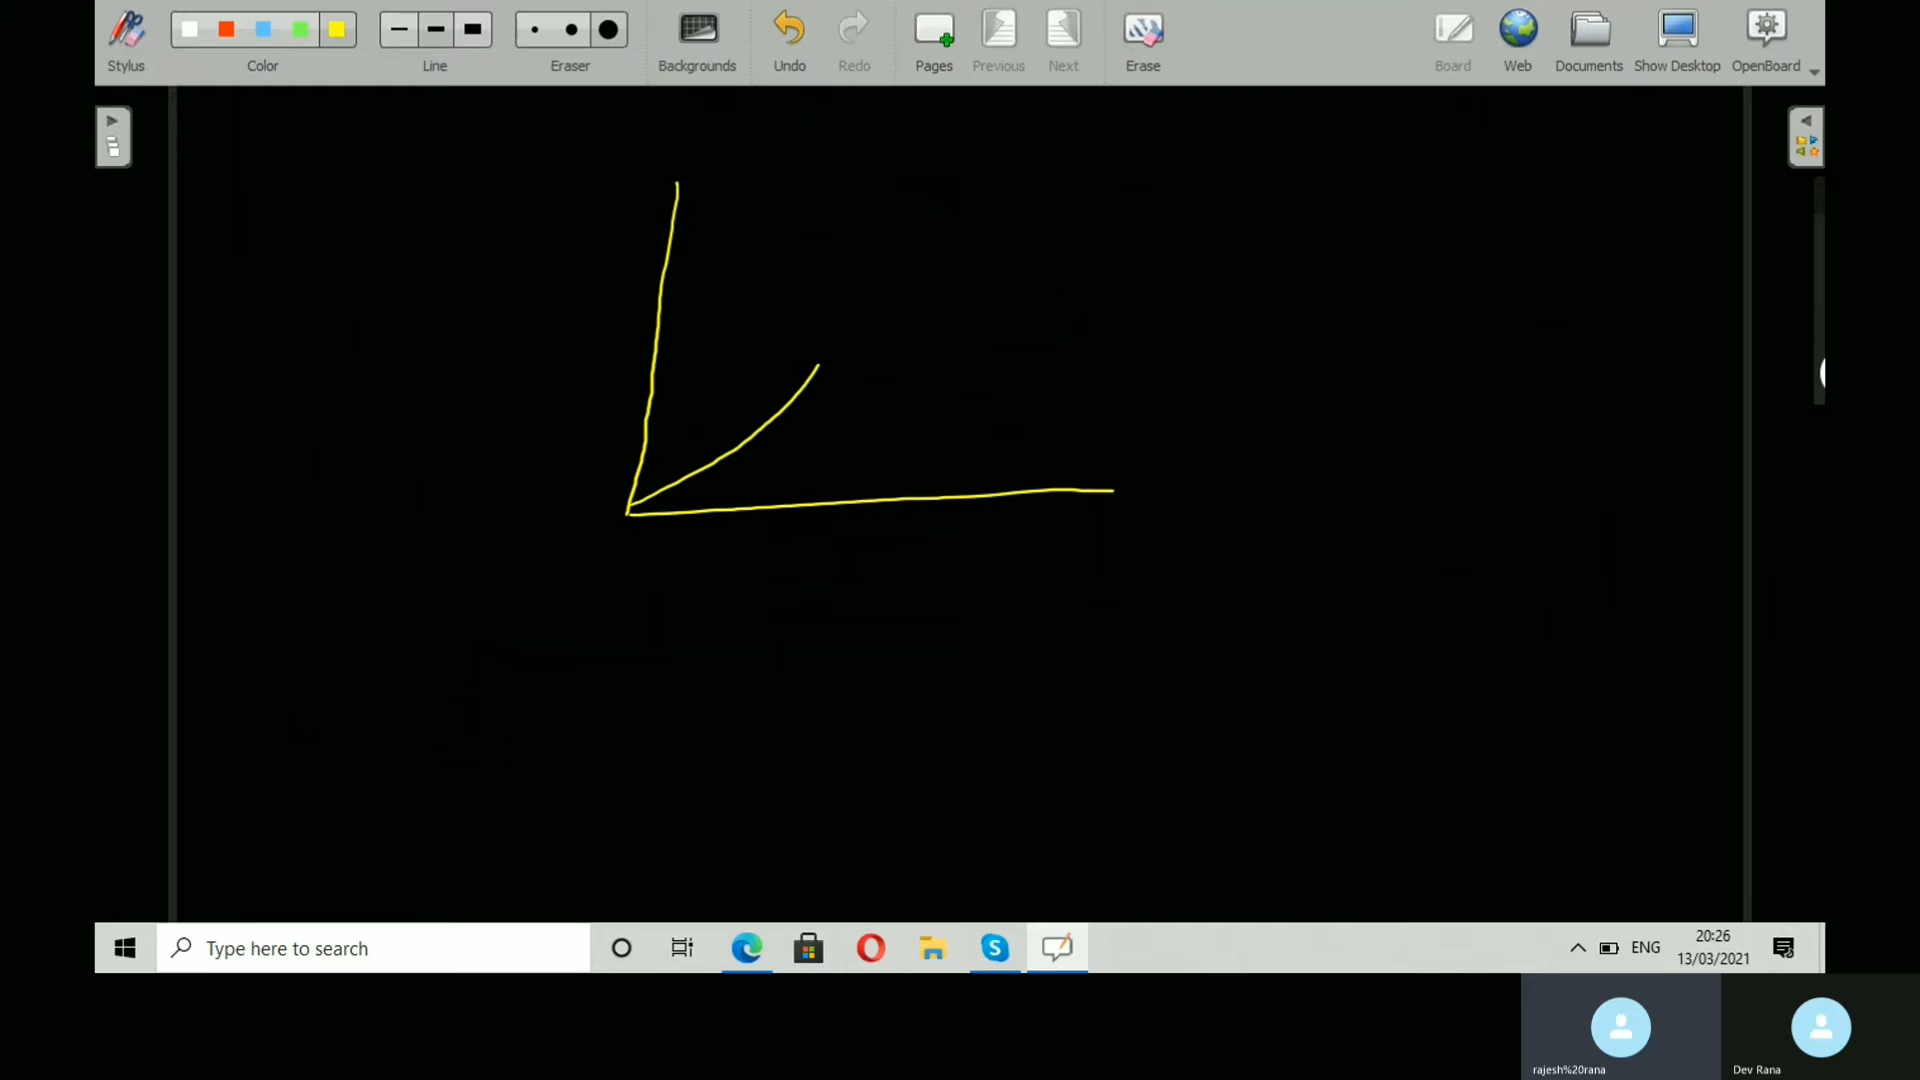 Stylus Color Line Eraser Backgrounds Undo Redo Pages Previous Next Erase Board Web Documents Show Desktop OpenBoard
Type here to search
ENG
20:26
13/03/2021
rajesh%20rana
Dev Rana